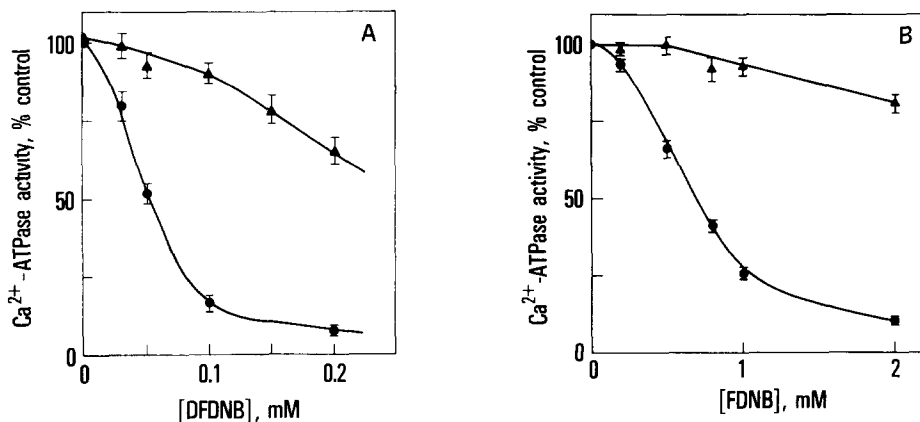 A
Ca2+-ATPase activity, % control
100
50
0
0
0.1
0.2
[DFDNB], mM
B
Ca2+-ATPase activity, % control
100
50
0
0
1
2
[FDNB], mM